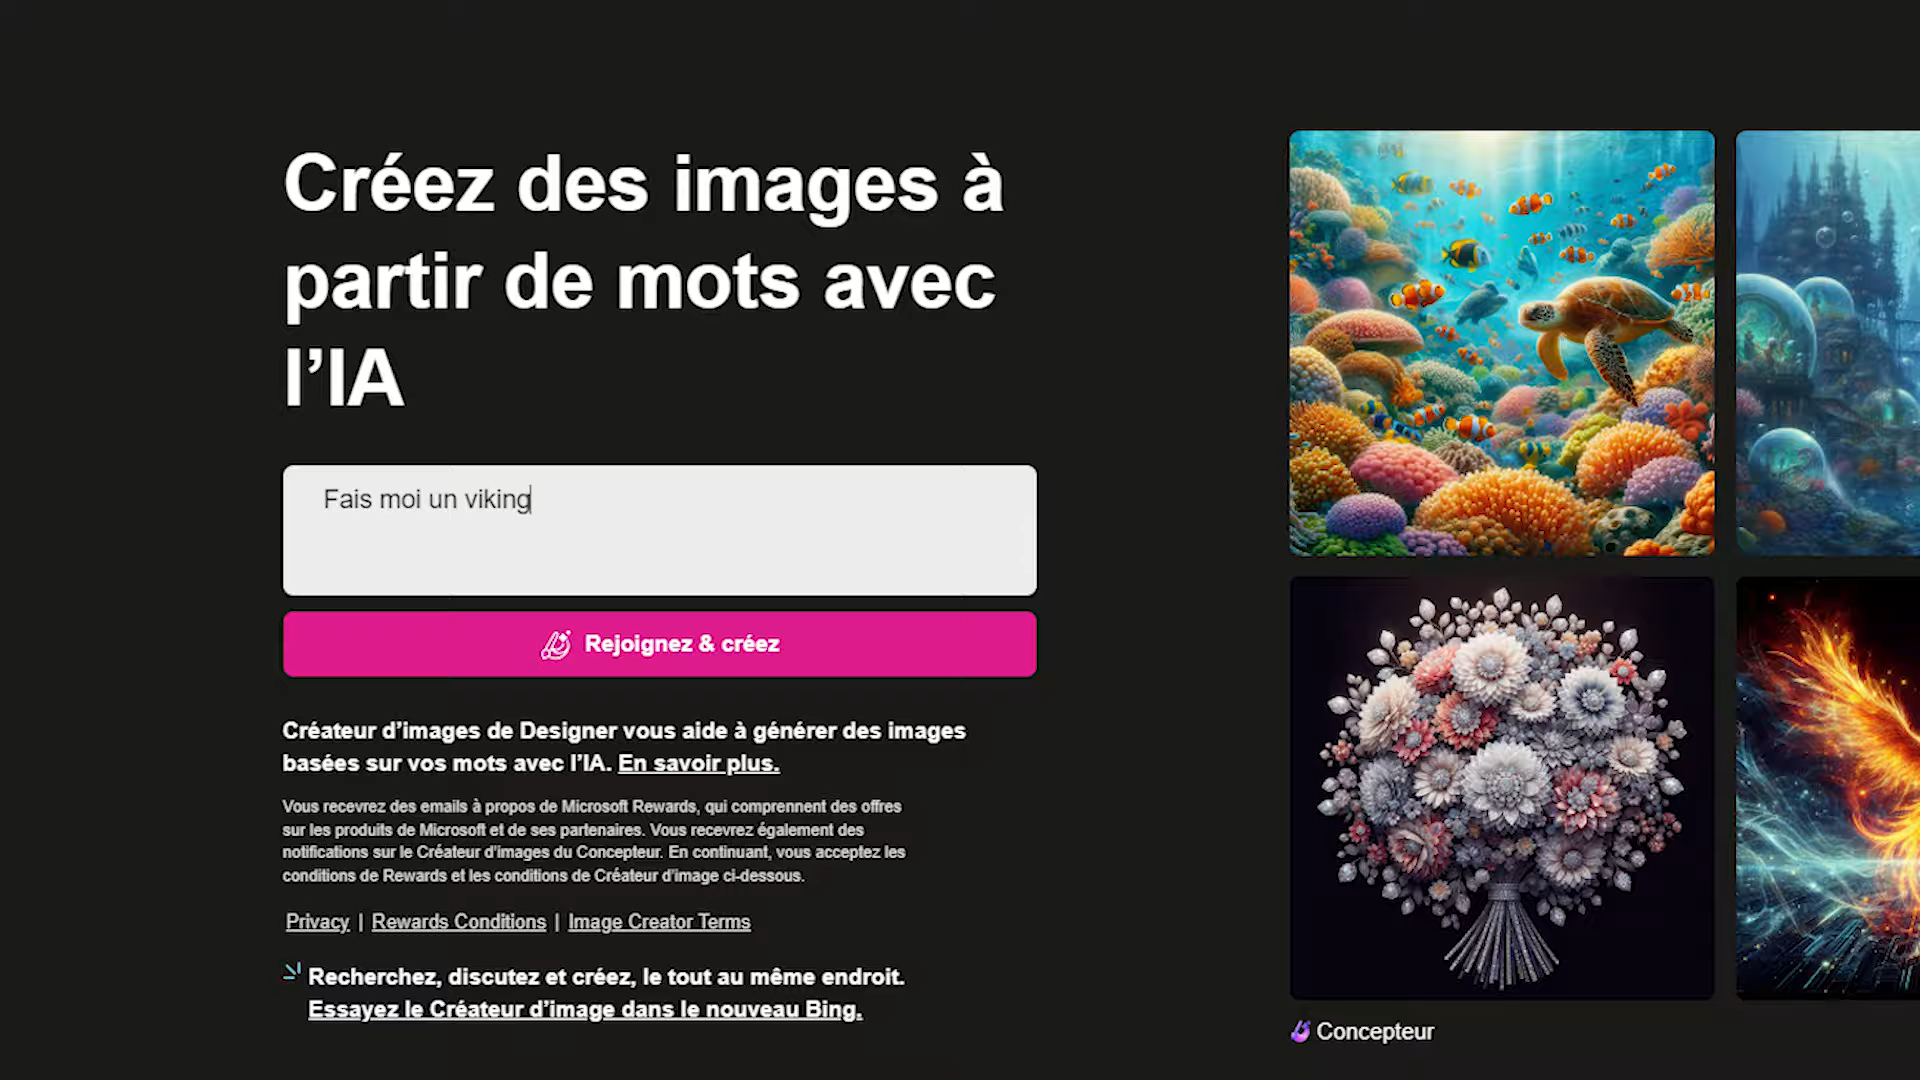 Créez des images à
partir de mots avec
l’IA
Fais moi un viking
Rejoignez & créez
Créateur d’images de Designer vous aide à générer des images
basées sur vos mots avec l’IA. En savoir plus.
Vous recevrez des emails à propos de Microsoft Rewards, qui comprennent des offres
sur les produits de Microsoft et de ses partenaires. Vous recevrez également des
notifications sur le Créateur d’images du Concepteur. En continuant, vous acceptez les
conditions de Rewards et les conditions de Créateur d’image ci-dessous.
Privacy | Rewards Conditions | Image Creator Terms
Recherchez, discutez et créez, le tout au même endroit.
Essayez le Créateur d’image dans le nouveau Bing.
Concepteur